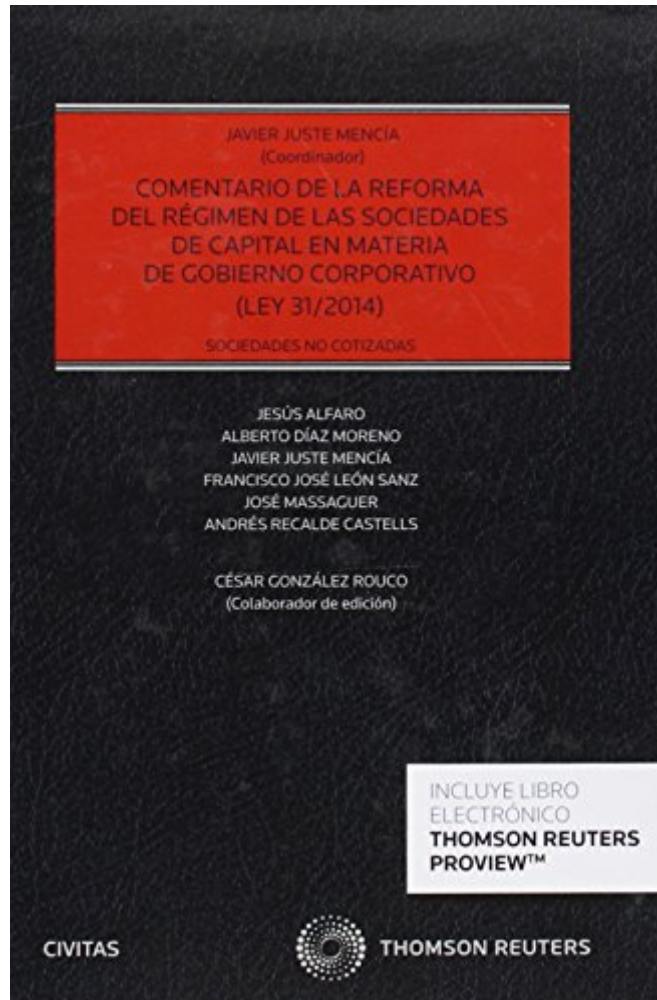 JAVIER JUSTE MENCÍA
(Coordinador)
COMENTARIO DE LA REFORMA
DEL RÉGIMEN DE LAS SOCIEDADES
DE CAPITAL EN MATERIA
DE GOBIERNO CORPORATIVO
(LEY 31/2014)
SOCIEDADES NO COTIZADAS
JESÚS ALFARO
ALBERTO DÍAZ MORENO
JAVIER JUSTE MENCÍA
FRANCISCO JOSÉ LEÓN SANZ
JOSÉ MASSAGUER
ANDRÉS RECALDE CASTELLS
CÉSAR GONZÁLEZ ROUCO
(Colaborador de edición)
INCLUYE LIBRO
ELECTRÓNICO
THOMSON REUTERS
PROVIEW™
CIVITAS
THOMSON REUTERS